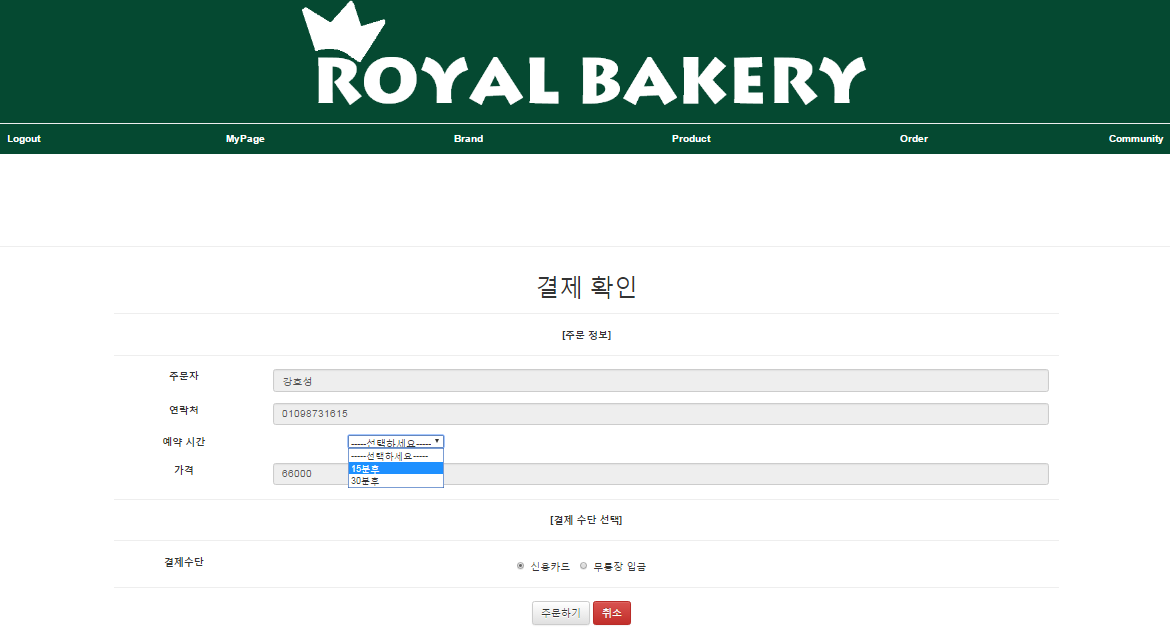 ROYAL BAKERY
Logout MyPage Brand Product Order Community
결제 확인
[주문 정보]
주문자 강호성
연락처 01098731615
예약 시간 -----선택하세요-----
-----선택하세요-----
15분후
가격 66000
30분후
[결제 수단 선택]
결제수단 신용카드 무통장 입금
주문하기 취소